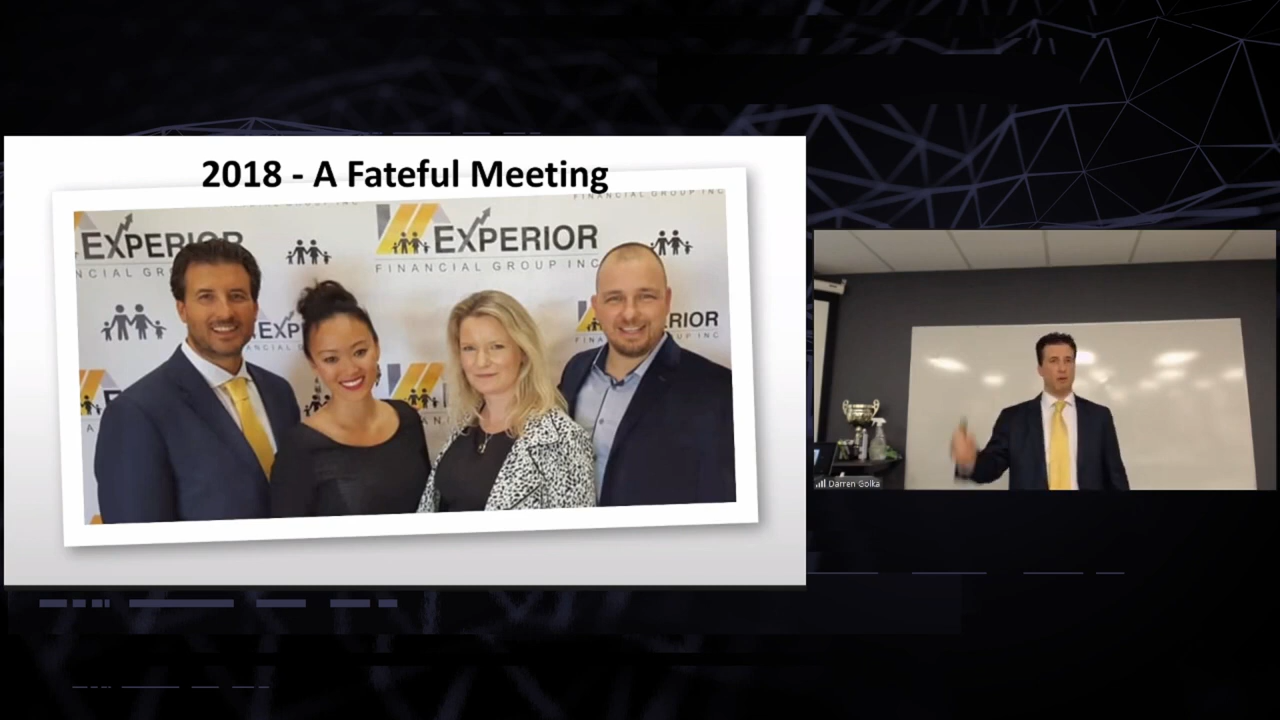 2018 - A Fateful Meeting
FINANCIAL GROUP INC
EXPERIOR
EXPERIOR
FINANCIAL GROUP INC
Darren Golka